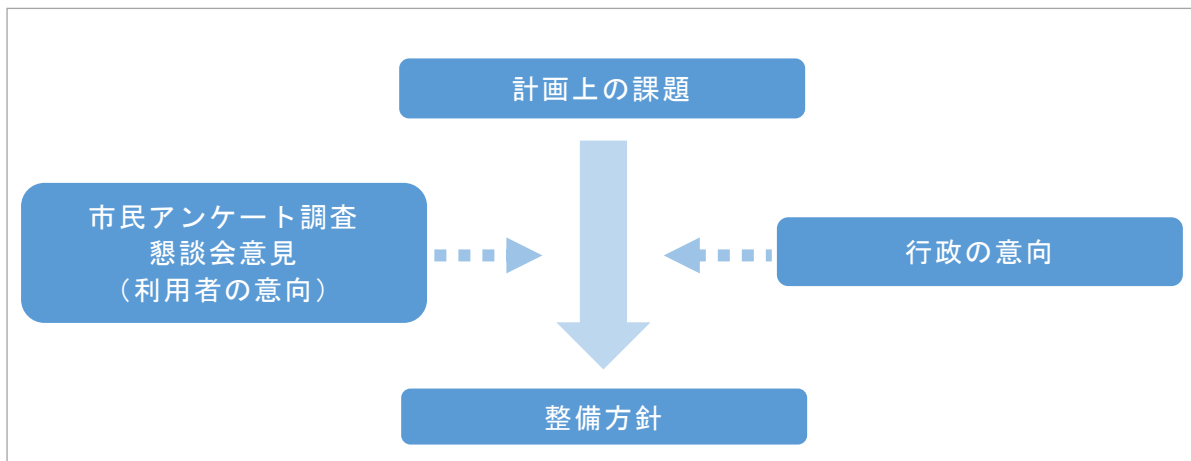 計画上の課題
市民アンケート調査
懇談会意見
（利用者の意向）
行政の意向
整備方針